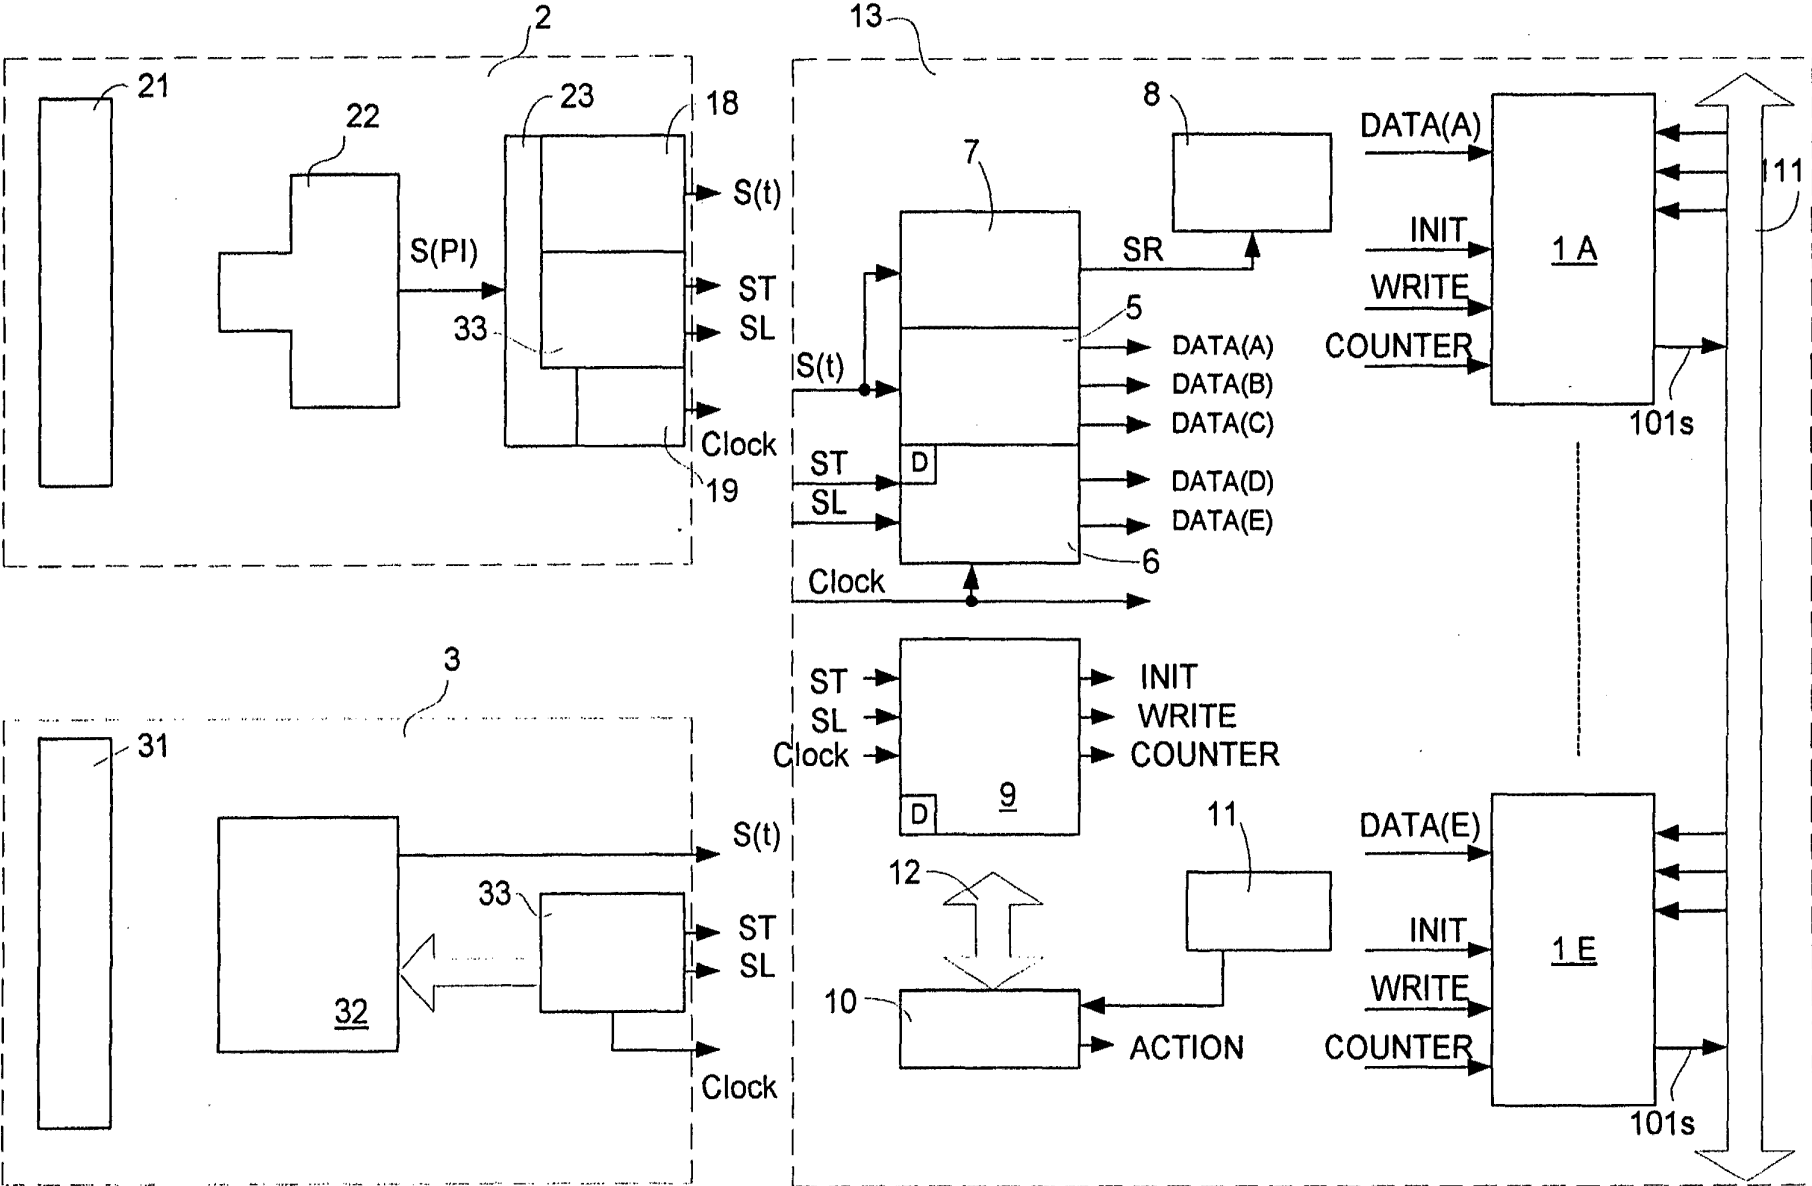 2
21
22
23
18
S(PI)
S(t)
ST
SL
33
Clock
19
3
31
S(t)
33
ST
SL
32
Clock
13
8
7
SR
5
S(t)
DATA(A)
DATA(B)
DATA(C)
D
ST
SL
DATA(D)
DATA(E)
6
Clock
ST
SL
Clock
INIT
WRITE
COUNTER
9
D
12
11
10
ACTION
DATA(A)
INIT
WRITE
COUNTER
1 A
111
101s
DATA(E)
INIT
WRITE
COUNTER
1 E
101s